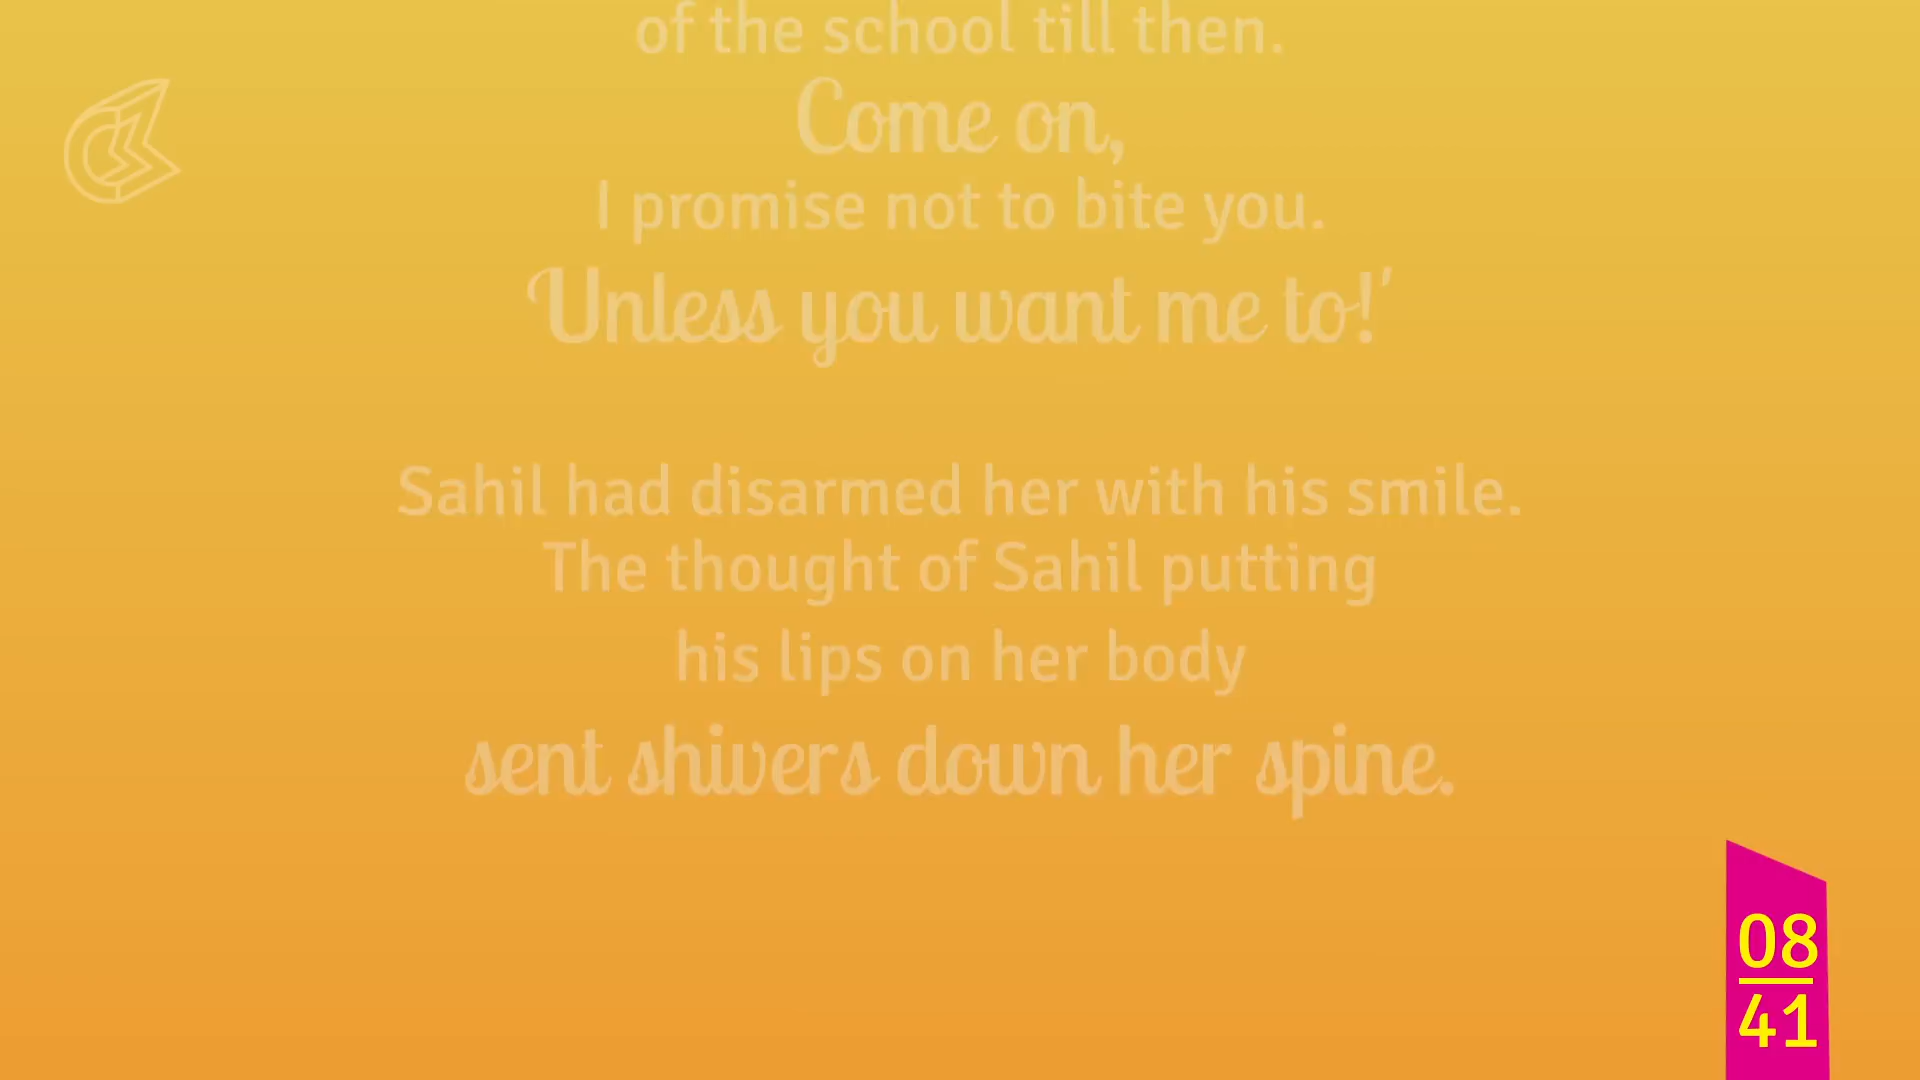 of the school till then.
Come on,
I promise not to bite you.
Unless you want me to!'
Sahil had disarmed her with his smile.
The thought of Sahil putting
his lips on her body
sent shivers down her spine.
08
41